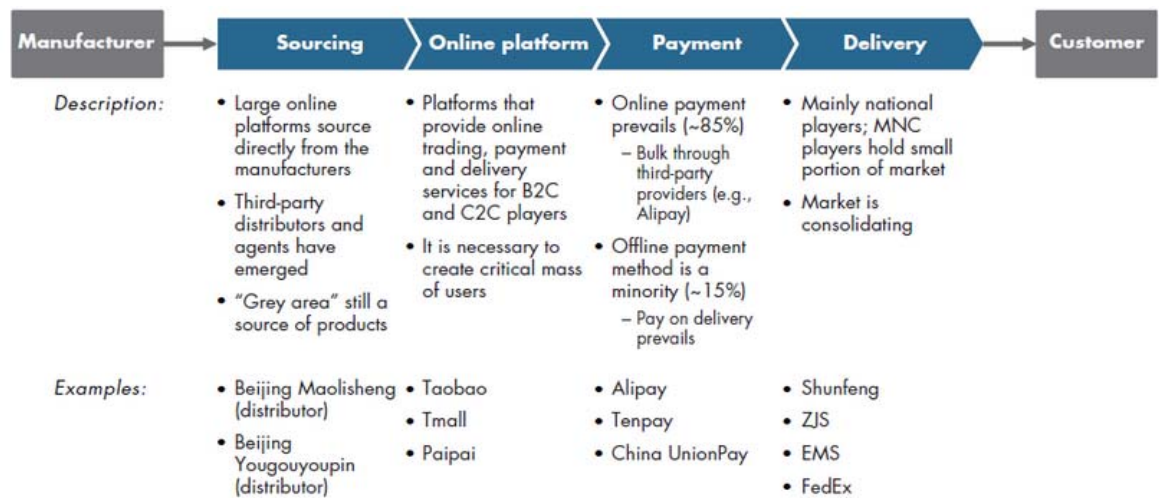 Manufacturer
Sourcing
Online platform
Payment
Delivery
Customer
Description:
• Large online
platforms source
directly from the
manufacturers
• Third-party
distributors and
agents have
emerged
• “Grey area” still a
source of products
• Platforms that
provide online
trading, payment
and delivery
services for B2C
and C2C players
• It is necessary to
create critical mass
of users
• Online payment
prevails (~85%)
– Bulk through
third-party
providers (e.g.,
Alipay)
• Offline payment
method is a
minority (~15%)
– Pay on delivery
prevails
• Mainly national
players; MNC
players hold small
portion of market
• Market is
consolidating
Examples:
• Beijing Maolisheng
(distributor)
• Beijing
Yougouyoupin
(distributor)
• Taobao
• Tmall
• Paipai
• Alipay
• Tenpay
• China UnionPay
• Shunfeng
• ZJS
• EMS
• FedEx